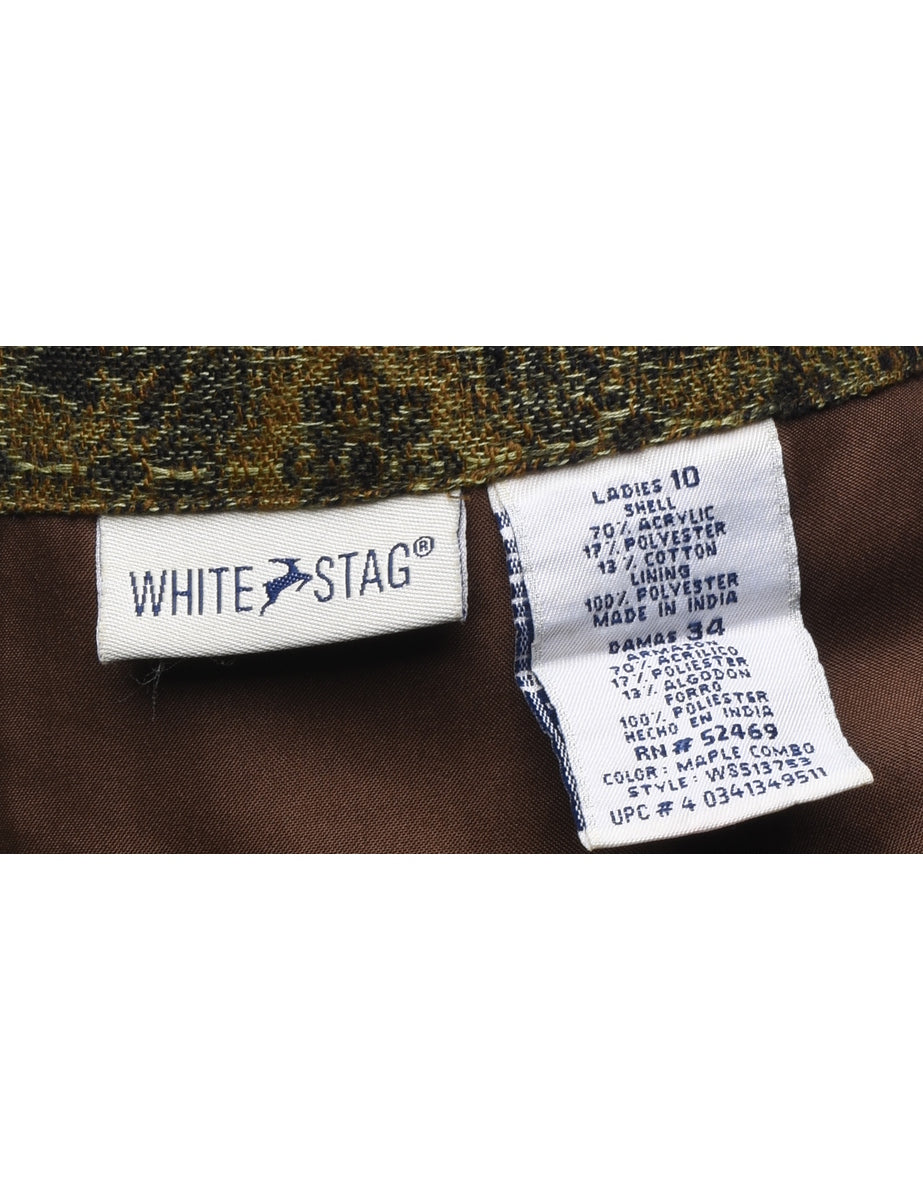 WHITE STAG®
LADIES 10
SHELL
70% ACRYLIC
17% POLYESTER
13% COTTON
LINING
100% POLYESTER
MADE IN INDIA
DAMAS 34
ARMAZON
70% ACRILICO
17% POLIESTER
13% ALGODON
FORRO
100% POLIESTER
HECHO EN INDIA
RN# 52469
COLOR: MAPLE COMBO
STYLE: WS513753
UPC # 4 0341349511